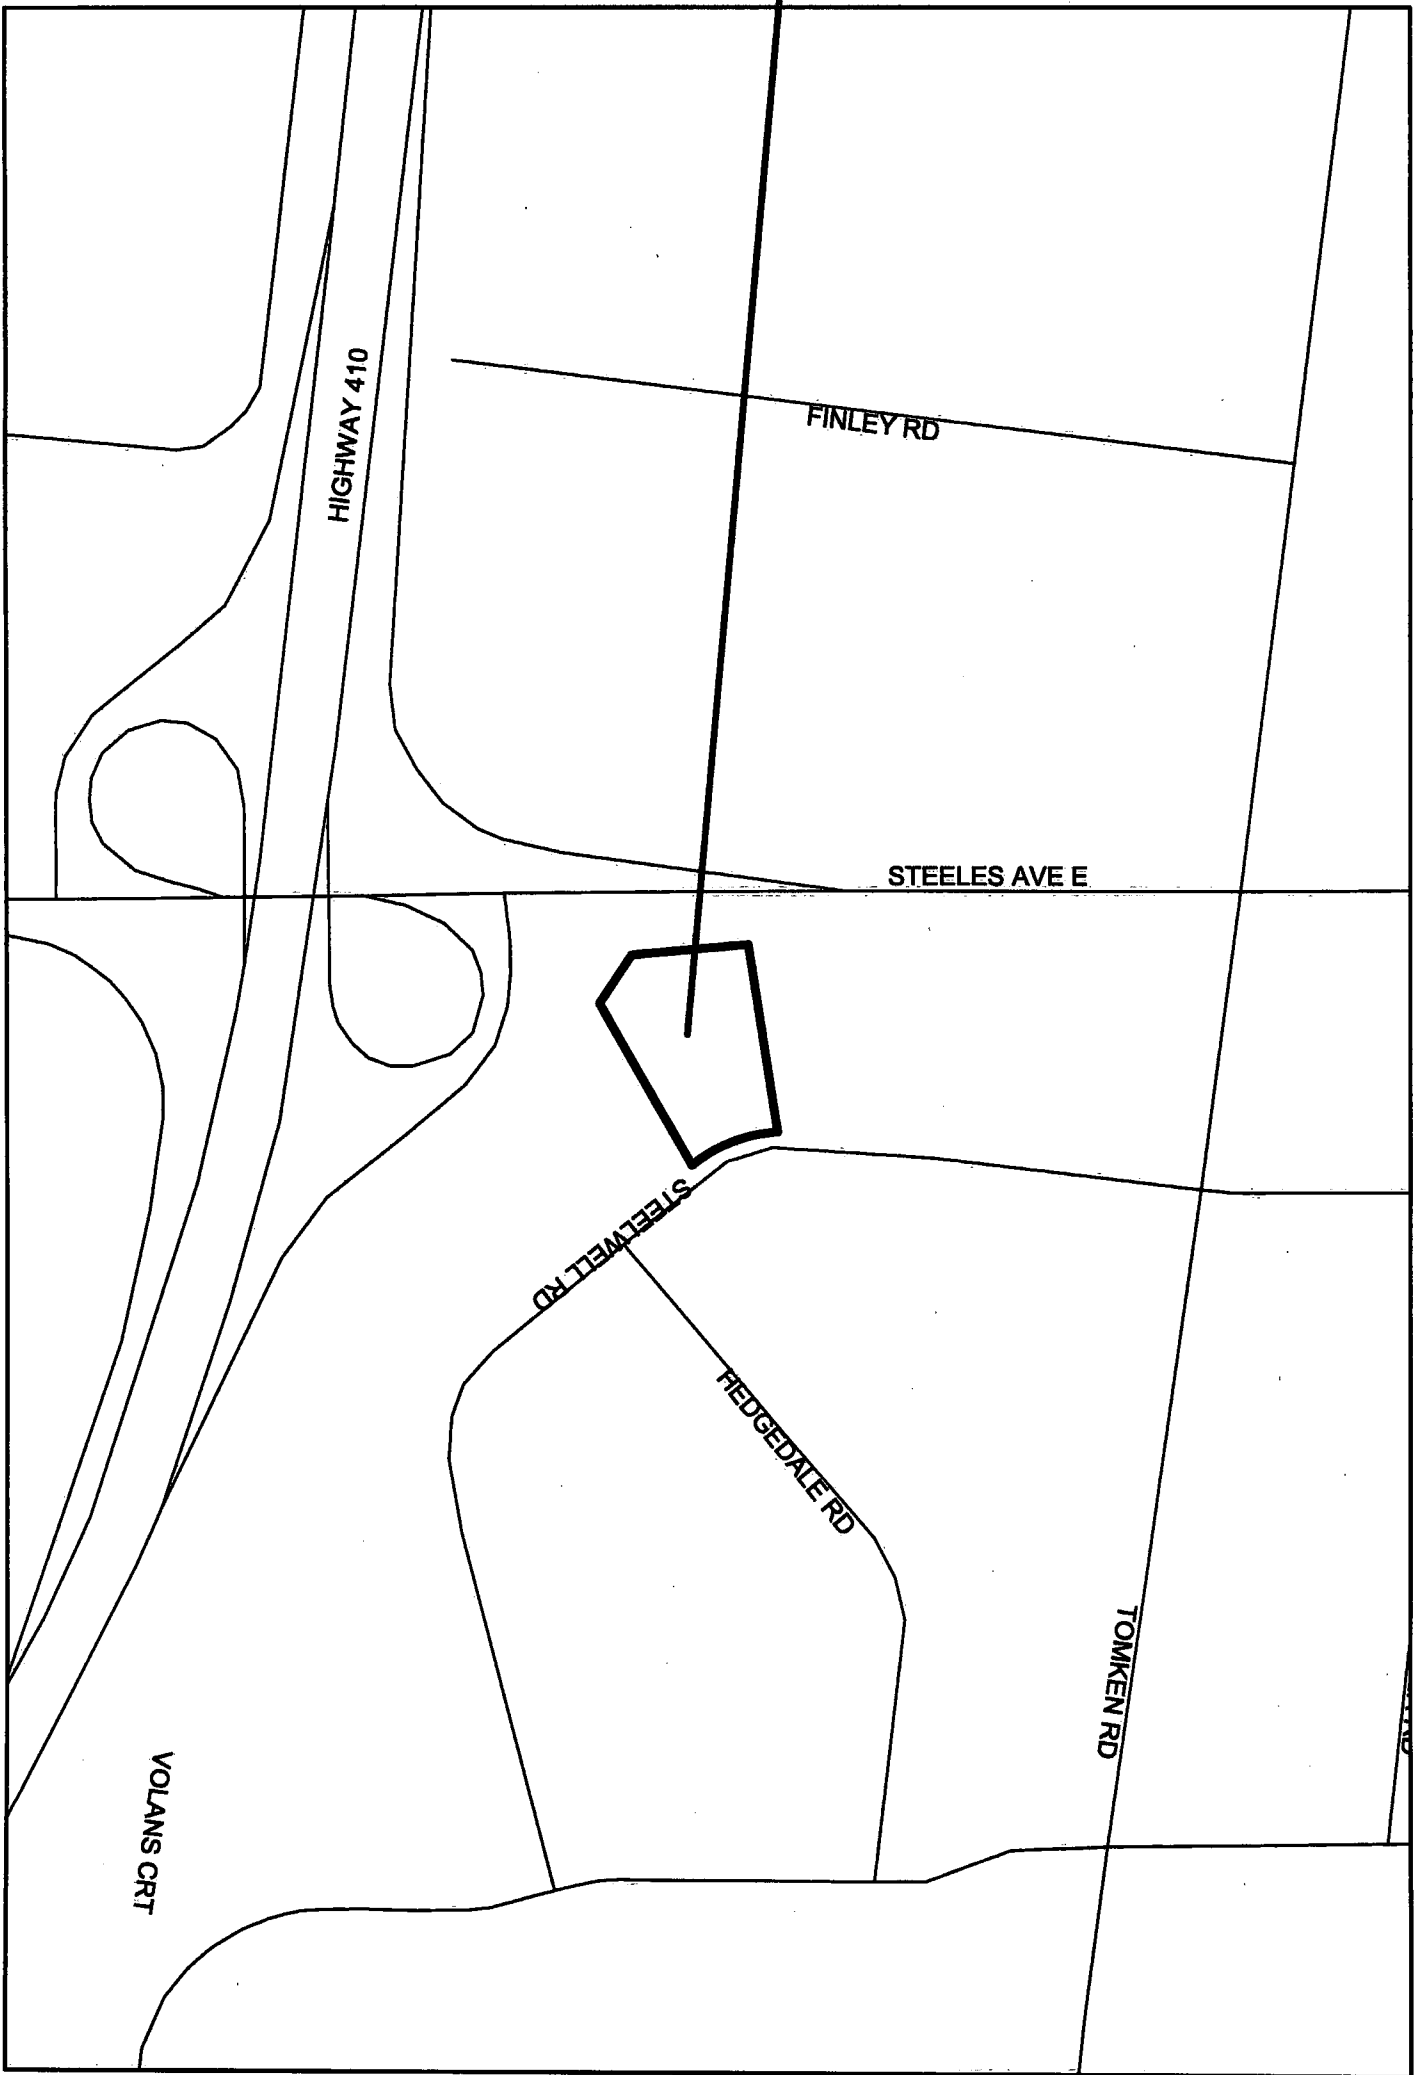 HIGHWAY 410
FINLEY RD
STEELES AVE E
STEELWELL RD
HEDGEDALE RD
TOMKEN RD
VOLANS CRT